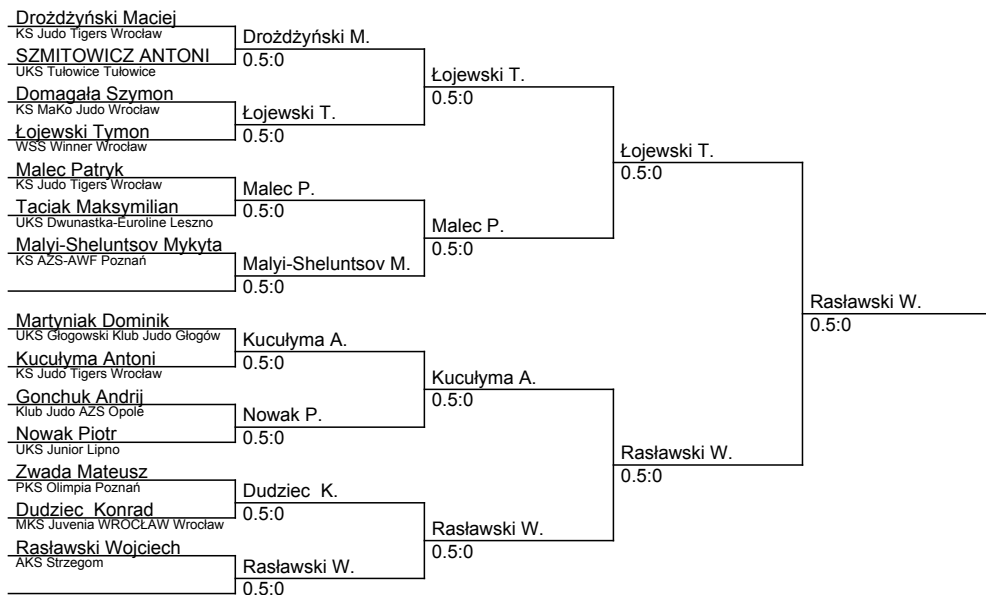 Drożdżyński Maciej
KS Judo Tigers Wrocław
SZMITOWICZ ANTONI
UKS Tułowice Tułowice
Domagała Szymon
KS MaKo Judo Wrocław
Łojewski Tymon
WSS Winner Wrocław
Malec Patryk
KS Judo Tigers Wrocław
Taciak Maksymilian
UKS Dwunastka-Euroline Leszno
Malyi-Sheluntsov Mykyta
KS AZS-AWF Poznań
Martyniak Dominik
UKS Głogowski Klub Judo Głogów
Kucułyma Antoni
KS Judo Tigers Wrocław
Gonchuk Andrij
Klub Judo AZS Opole
Nowak Piotr
UKS Junior Lipno
Zwada Mateusz
PKS Olimpia Poznań
Dudziec  Konrad
MKS Juvenia WROCŁAW Wrocław
Rasławski Wojciech
AKS Strzegom
Drożdżyński M.
0.5:0
Łojewski T.
0.5:0
Malec P.
0.5:0
Malyi-Sheluntsov M.
0.5:0
Kucułyma A.
0.5:0
Nowak P.
0.5:0
Dudziec  K.
0.5:0
Rasławski W.
0.5:0
Łojewski T.
0.5:0
Malec P.
0.5:0
Kucułyma A.
0.5:0
Rasławski W.
0.5:0
Łojewski T.
0.5:0
Rasławski W.
0.5:0
Rasławski W.
0.5:0